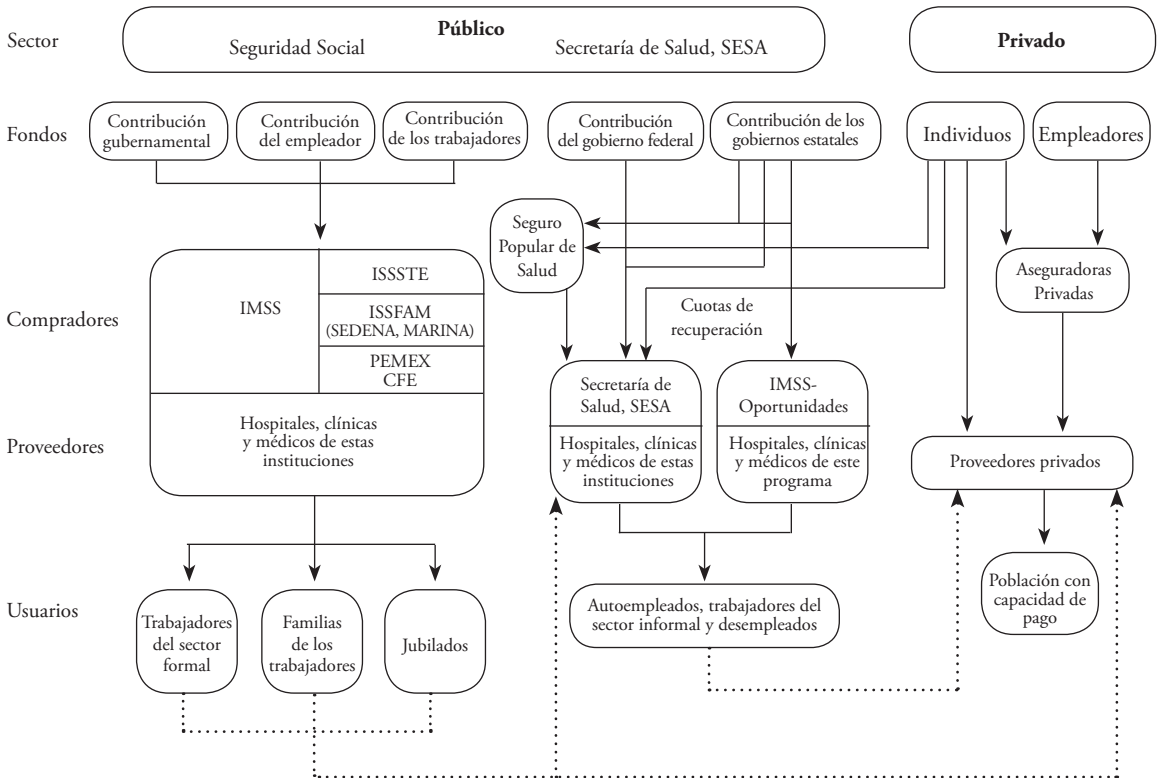 Sector
Público
Seguridad Social
Secretaría de Salud, SESA
Privado
Fondos
Contribución
gubernamental
Contribución
del empleador
Contribución
de los trabajadores
Contribución
del gobierno federal
Contribución de los
gobiernos estatales
Individuos
Empleadores
Seguro
Popular de
Salud
Compradores
IMSS
ISSSTE
ISSFAM
(SEDENA, MARINA)
PEMEX
CFE
Cuotas de
recuperación
Aseguradoras
Privadas
Secretaría de
Salud, SESA
IMSS-
Oportunidades
Proveedores
Hospitales, clínicas
y médicos de estas
instituciones
Hospitales, clínicas
y médicos de estas
instituciones
Hospitales, clínicas
y médicos de este
programa
Proveedores privados
Usuarios
Trabajadores
del sector
formal
Familias
de los
trabajadores
Jubilados
Autoempleados, trabajadores del
sector informal y desempleados
Población con
capacidad de
pago